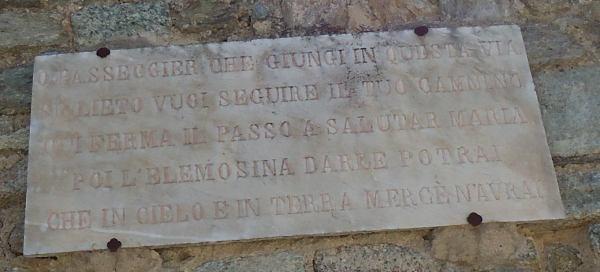 O PASSEGGIER CHE GIUNGI IN QUESTA VIA
SE LIETO VUOI SEGUIRE IL TUO CAMMINO
QUI FERMA IL PASSO A SALUTAR MARIA
POI L'ELEMOSINA DARLE POTRAI
CHE IN CIELO E IN TERRA MERCÈ N'AVRAI